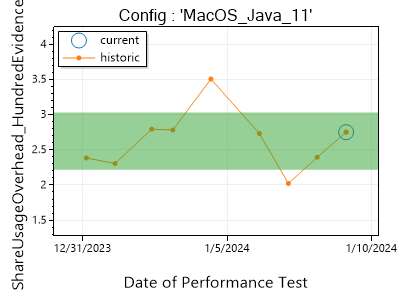 Config : 'MacOS_Java_11'
current
historic
ShareUsageOverhead_HundredEvidence
4
3.5
3
2.5
2
1.5
12/31/2023
1/5/2024
1/10/2024
Date of Performance Test